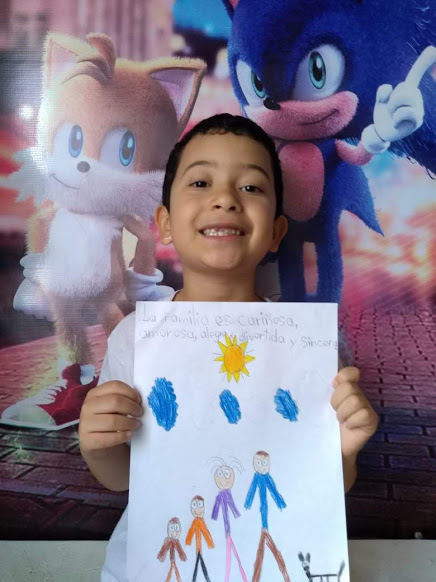 La familia es cariñosa,
amorosa, alegre, divertida y sincera